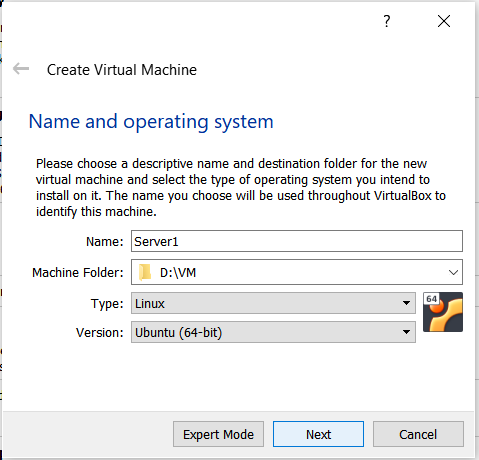 ?
Create Virtual Machine
Name and operating system
Please choose a descriptive name and destination folder for the new
virtual machine and select the type of operating system you intend to
install on it. The name you choose will be used throughout VirtualBox to
identify this machine.
Name: Server1
Machine Folder: D:\VM
Type: Linux
64
Version: Ubuntu (64-bit)
Expert Mode Next Cancel